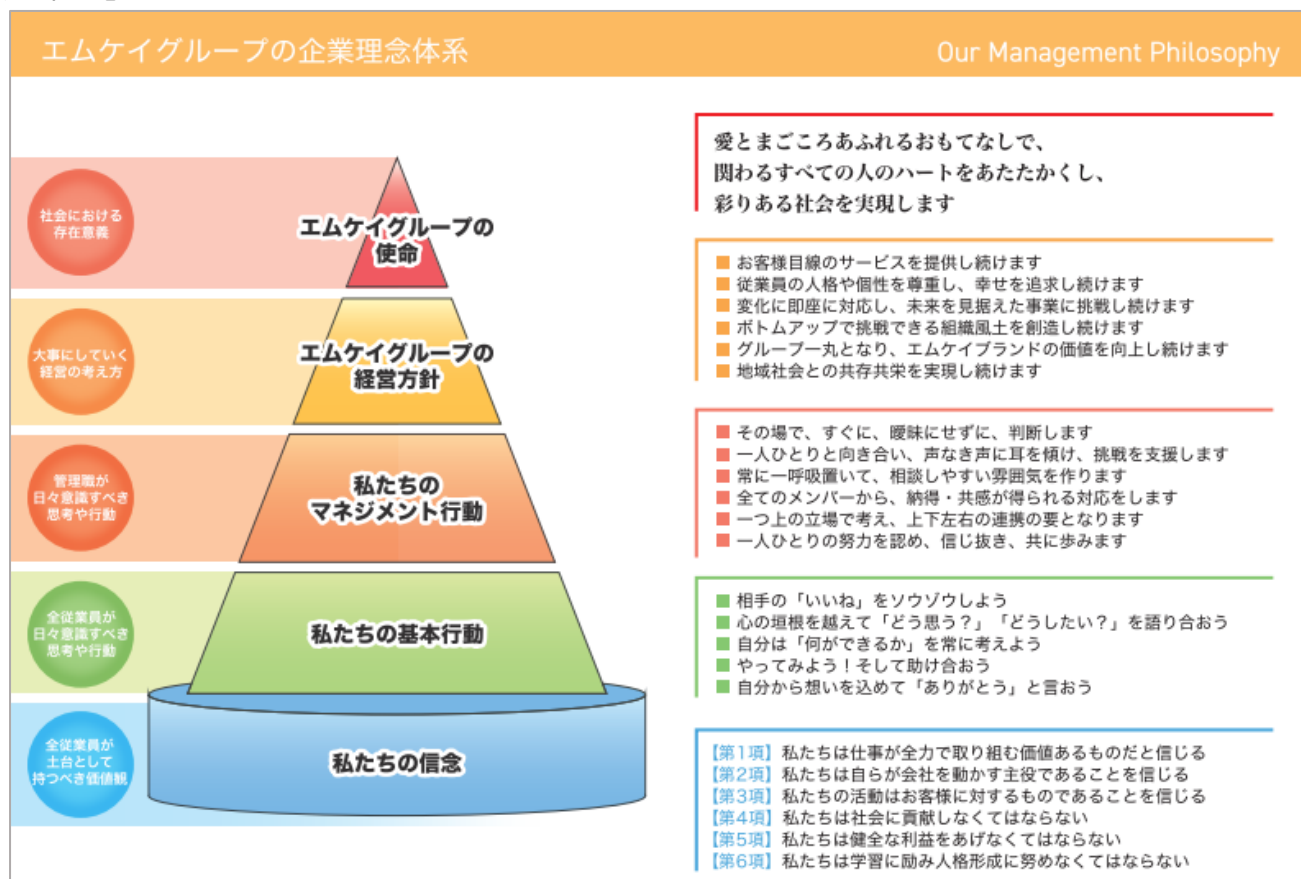 エムケイグループの企業理念体系
Our Management Philosophy
社会における
存在意義
エムケイグループの
使命
愛とまごころあふれるおもてなしで、
関わるすべての人のハートをあたたかくし、
彩りある社会を実現します
大事にしていく
経営の考え方
エムケイグループの
経営方針
■ お客様目線のサービスを提供し続けます
■ 従業員の人格や個性を尊重し、幸せを追求し続けます
■ 変化に即座に対応し、未来を見据えた事業に挑戦し続けます
■ ボトムアップで挑戦できる組織風土を創造し続けます
■ グループ一丸となり、エムケイブランドの価値を向上し続けます
■ 地域社会との共存共栄を実現し続けます
管理職が
日々意識すべき
思考や行動
私たちの
マネジメント行動
■ その場で、すぐに、曖昧にせずに、判断します
■ 一人ひとりと向き合い、声なき声に耳を傾け、挑戦を支援します
■ 常に一呼吸置いて、相談しやすい雰囲気を作ります
■ 全てのメンバーから、納得・共感が得られる対応をします
■ 一つ上の立場で考え、上下左右の連携の要となります
■ 一人ひとりの努力を認め、信じ抜き、共に歩みます
全従業員が
日々意識すべき
思考や行動
私たちの基本行動
■ 相手の「いいね」をソウゾウしよう
■ 心の垣根を越えて「どう思う？」「どうしたい？」を語り合おう
■ 自分は「何ができるか」を常に考えよう
■ やってみよう！そして助け合おう
■ 自分から想いを込めて「ありがとう」と言おう
全従業員が
土台として
持つべき価値観
私たちの信念
【第1項】私たちは仕事が全力で取り組む価値あるものだと信じる
【第2項】私たちは自らが会社を動かす主役であることを信じる
【第3項】私たちの活動はお客様に対するものであることを信じる
【第4項】私たちは社会に貢献しなくてはならない
【第5項】私たちは健全な利益をあげなくてはならない
【第6項】私たちは学習に励み人格形成に努めなくてはならない